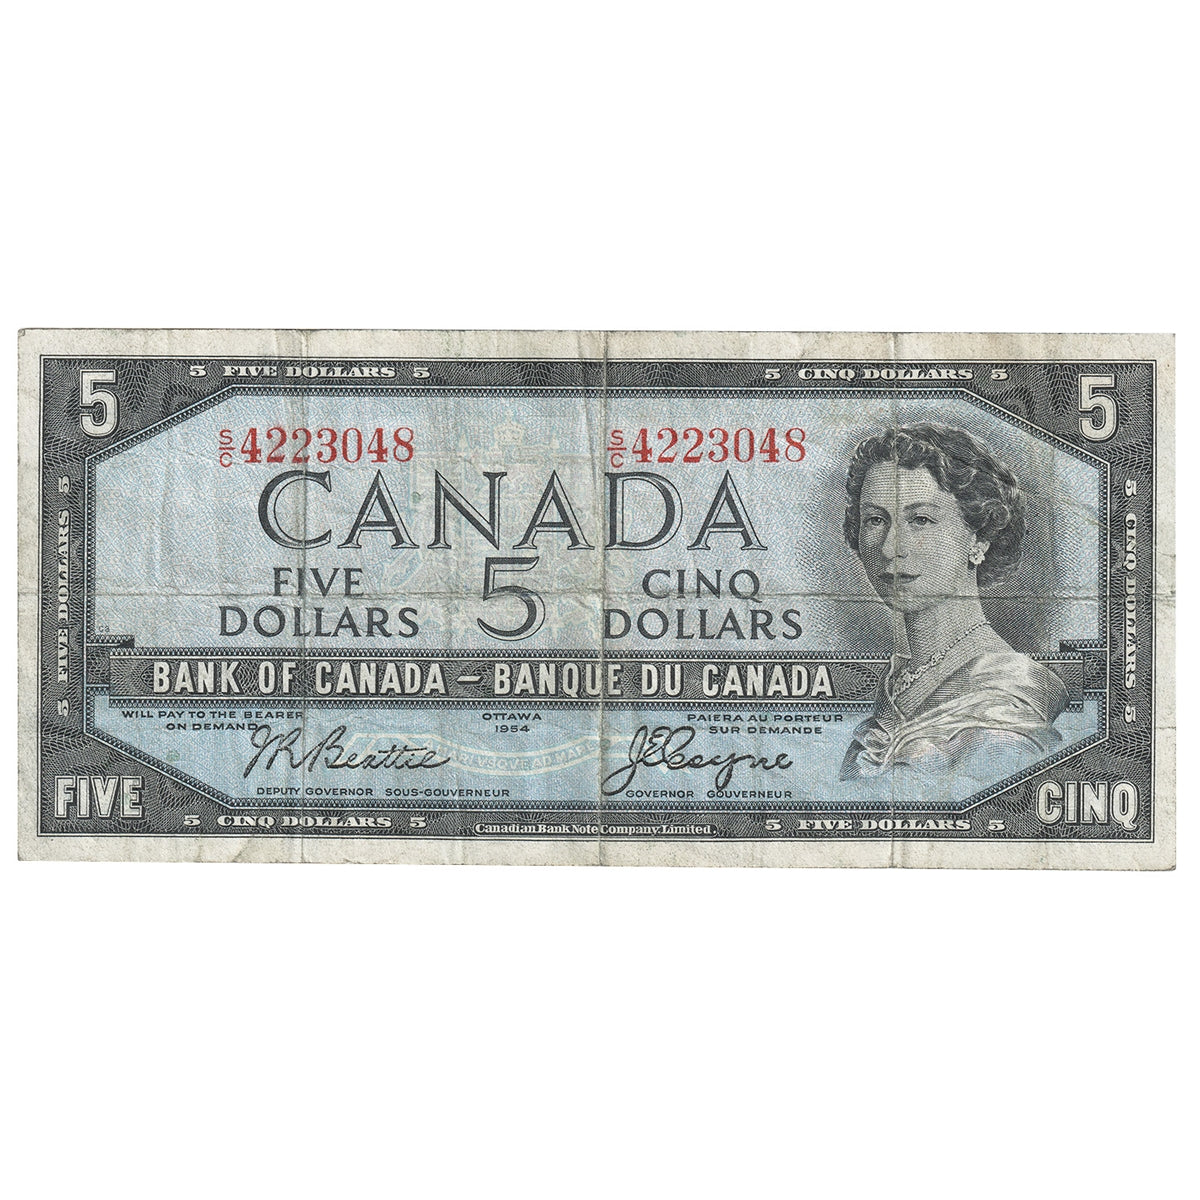 5 5 FIVE DOLLARS 5 5 CINQ DOLLARS 5 5
S/C 4223048 S/C 4223048
CANADA
FIVE DOLLARS 5 CINQ DOLLARS
5 FIVE DOLLARS 5
5 CINQ DOLLARS 5
BANK OF CANADA – BANQUE DU CANADA
WILL PAY TO THE BEARER ON DEMAND
OTTAWA
1954
PAIERA AU PORTEUR SUR DEMANDE
J R Beattie
J E Coyne
DEPUTY GOVERNOR SOUS-GOUVERNEUR
GOVERNOR GOUVERNEUR
FIVE 5 CINQ DOLLARS 5 Canadian Bank Note Company, Limited. 5 FIVE DOLLARS 5 CINQ